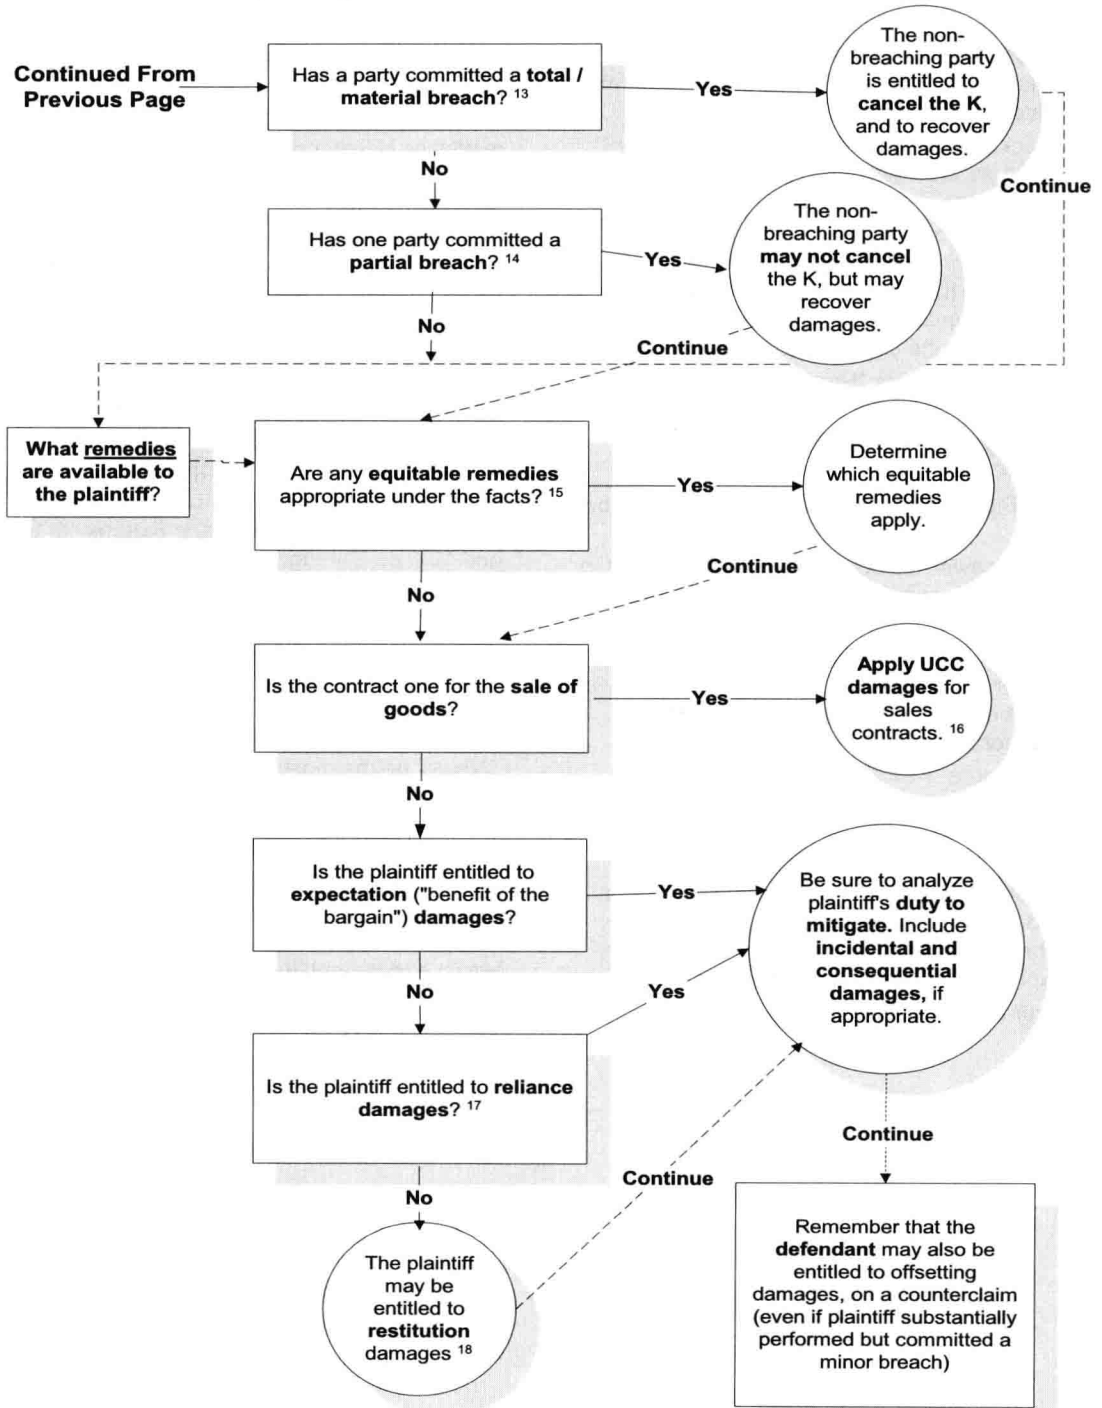 Continued From
Previous Page
Has a party committed a total /
material breach? 13
Yes
The non-
breaching party
is entitled to
cancel the K,
and to recover
damages.
Continue
No
Has one party committed a
partial breach? 14
Yes
The non-
breaching party
may not cancel
the K, but may
recover
damages.
Continue
No
What remedies
are available to
the plaintiff?
Are any equitable remedies
appropriate under the facts? 15
Yes
Determine
which equitable
remedies
apply.
Continue
No
Is the contract one for the sale of
goods?
Yes
Apply UCC
damages for
sales
contracts. 16
No
Is the plaintiff entitled to
expectation ("benefit of the
bargain") damages?
Yes
Be sure to analyze
plaintiff's duty to
mitigate. Include
incidental and
consequential
damages, if
appropriate.
No
Yes
Is the plaintiff entitled to reliance
damages? 17
Continue
No
Continue
The plaintiff
may be
entitled to
restitution
damages 18
Remember that the
defendant may also be
entitled to offsetting
damages, on a counterclaim
(even if plaintiff substantially
performed but committed a
minor breach)